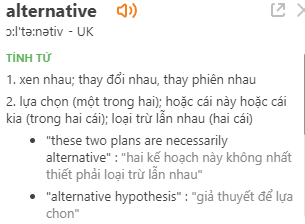 alternative
ɔ:l'tə:nətiv - UK
TÍNH TỪ
1. xen nhau; thay đổi nhau, thay phiên nhau
2. lựa chọn (một trong hai); hoặc cái này hoặc cái
kia (trong hai cái); loại trừ lẫn nhau (hai cái)
• "these two plans are necessarily
alternative" : "hai kế hoạch này không nhất
thiết phải loại trừ lẫn nhau"
• "alternative hypothesis" : "giả thuyết để lựa
chọn"